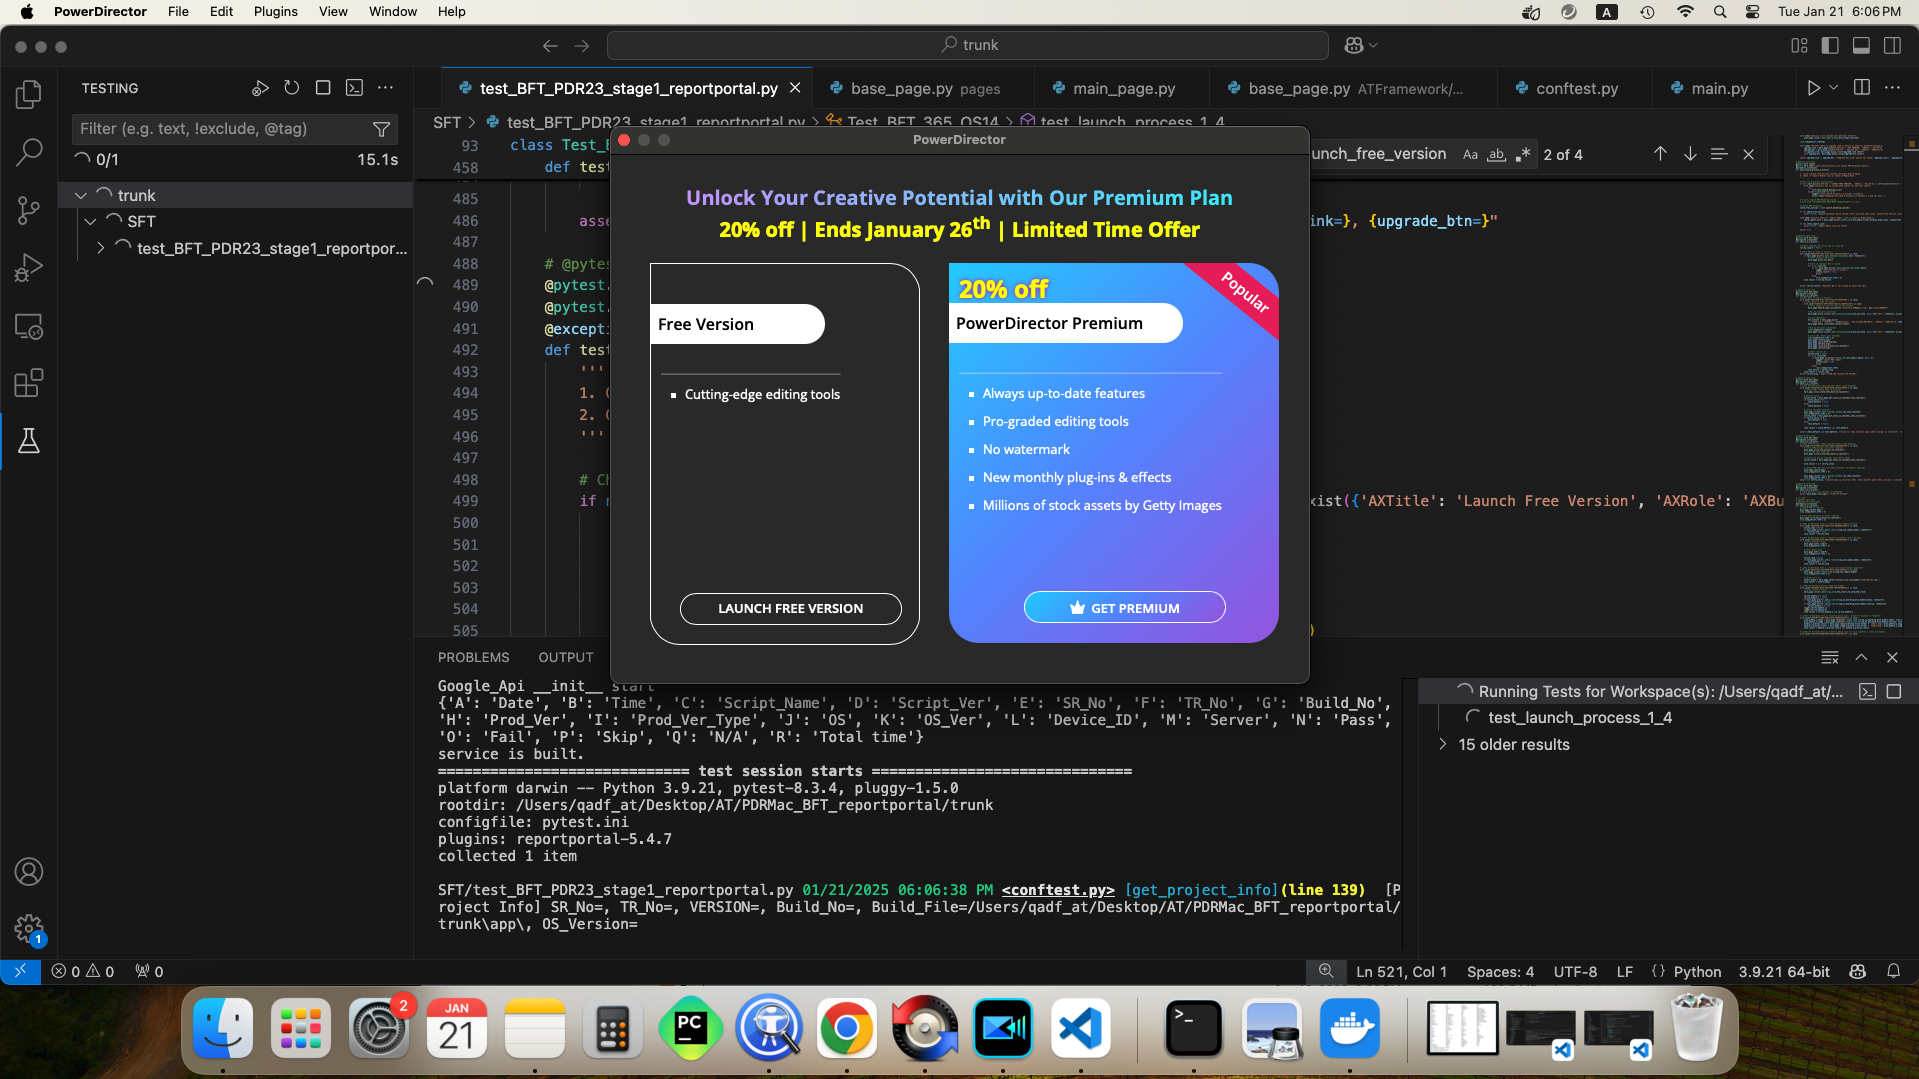 PowerDirector File Edit Plugins View Window Help
A Tue Jan 21 6:06 PM
trunk
TESTING
test_BFT_PDR23_stage1_reportportal.py
base_page.py pages
main_page.py
base_page.py ATFramework/...
conftest.py
main.py
Filter (e.g. text, !exclude, @tag)
SFT > test_BFT_PDR23_stage1_reportportal.py > Test_BFT_365_OS14 > test_launch_process_1_4
0/1 15.1s
trunk
SFT
test_BFT_PDR23_stage1_reportpor...
unch_free_version Aa ab .* 2 of 4
93 class Test_B
458 def tes
485
486 asse ink=}, {upgrade_btn=}"
487
488 # @pytes
489 @pytest.
490 @pytest.
491 @excepti
492 def test
493 '''
494 1.
495 2.
496 '''
497
498 # Ch
499 if xist({'AXTitle': 'Launch Free Version', 'AXRole': 'AXBu
500
501
502
503
504
505 )
PowerDirector
Unlock Your Creative Potential with Our Premium Plan
20% off | Ends January 26th | Limited Time Offer
Free Version
Cutting-edge editing tools
LAUNCH FREE VERSION
20% off
Popular
PowerDirector Premium
Always up-to-date features
Pro-graded editing tools
No watermark
New monthly plug-ins & effects
Millions of stock assets by Getty Images
GET PREMIUM
PROBLEMS OUTPUT
Google_Api __init__ start
{'A': 'Date', 'B': 'Time', 'C': 'Script_Name', 'D': 'Script_Ver', 'E': 'SR_No', 'F': 'TR_No', 'G': 'Build_No',
'H': 'Prod_Ver', 'I': 'Prod_Ver_Type', 'J': 'OS', 'K': 'OS_Ver', 'L': 'Device_ID', 'M': 'Server', 'N': 'Pass',
'O': 'Fail', 'P': 'Skip', 'Q': 'N/A', 'R': 'Total time'}
service is built.
============================= test session starts ==============================
platform darwin -- Python 3.9.21, pytest-8.3.4, pluggy-1.5.0
rootdir: /Users/qadf_at/Desktop/AT/PDRMac_BFT_reportportal/trunk
configfile: pytest.ini
plugins: reportportal-5.4.7
collected 1 item
SFT/test_BFT_PDR23_stage1_reportportal.py 01/21/2025 06:06:38 PM <conftest.py> [get_project_info](line 139) [P
roject Info] SR_No=, TR_No=, VERSION=, Build_No=, Build_File=/Users/qadf_at/Desktop/AT/PDRMac_BFT_reportportal/
trunk\app\, OS_Version=
Running Tests for Workspace(s): /Users/qadf_at/...
test_launch_process_1_4
15 older results
1
0 0 0
Ln 521, Col 1 Spaces: 4 UTF-8 LF {} Python 3.9.21 64-bit
2
JAN
21
PC
>_